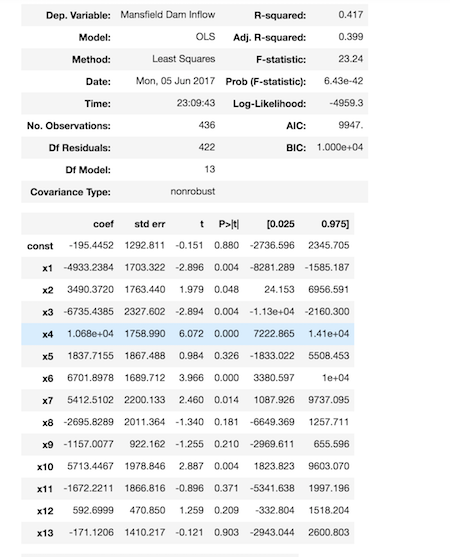 Dep. Variable: Mansfield Dam Inflow R-squared: 0.417
Model: OLS Adj. R-squared: 0.399
Method: Least Squares F-statistic: 23.24
Date: Mon, 05 Jun 2017 Prob (F-statistic): 6.43e-42
Time: 23:09:43 Log-Likelihood: -4959.3
No. Observations: 436 AIC: 9947.
Df Residuals: 422 BIC: 1.000e+04
Df Model: 13
Covariance Type: nonrobust
coef std err t P>|t| [0.025 0.975]
const -195.4452 1292.811 -0.151 0.880 -2736.596 2345.705
x1 -4933.2384 1703.322 -2.896 0.004 -8281.289 -1585.187
x2 3490.3720 1763.440 1.979 0.048 24.153 6956.591
x3 -6735.4385 2327.602 -2.894 0.004 -1.13e+04 -2160.300
x4 1.068e+04 1758.990 6.072 0.000 7222.865 1.41e+04
x5 1837.7155 1867.488 0.984 0.326 -1833.022 5508.453
x6 6701.8978 1689.712 3.966 0.000 3380.597 1e+04
x7 5412.5102 2200.133 2.460 0.014 1087.926 9737.095
x8 -2695.8289 2011.364 -1.340 0.181 -6649.369 1257.711
x9 -1157.0077 922.162 -1.255 0.210 -2969.611 655.596
x10 5713.4467 1978.846 2.887 0.004 1823.823 9603.070
x11 -1672.2211 1866.816 -0.896 0.371 -5341.638 1997.196
x12 592.6999 470.850 1.259 0.209 -332.804 1518.204
x13 -171.1206 1410.217 -0.121 0.903 -2943.044 2600.803